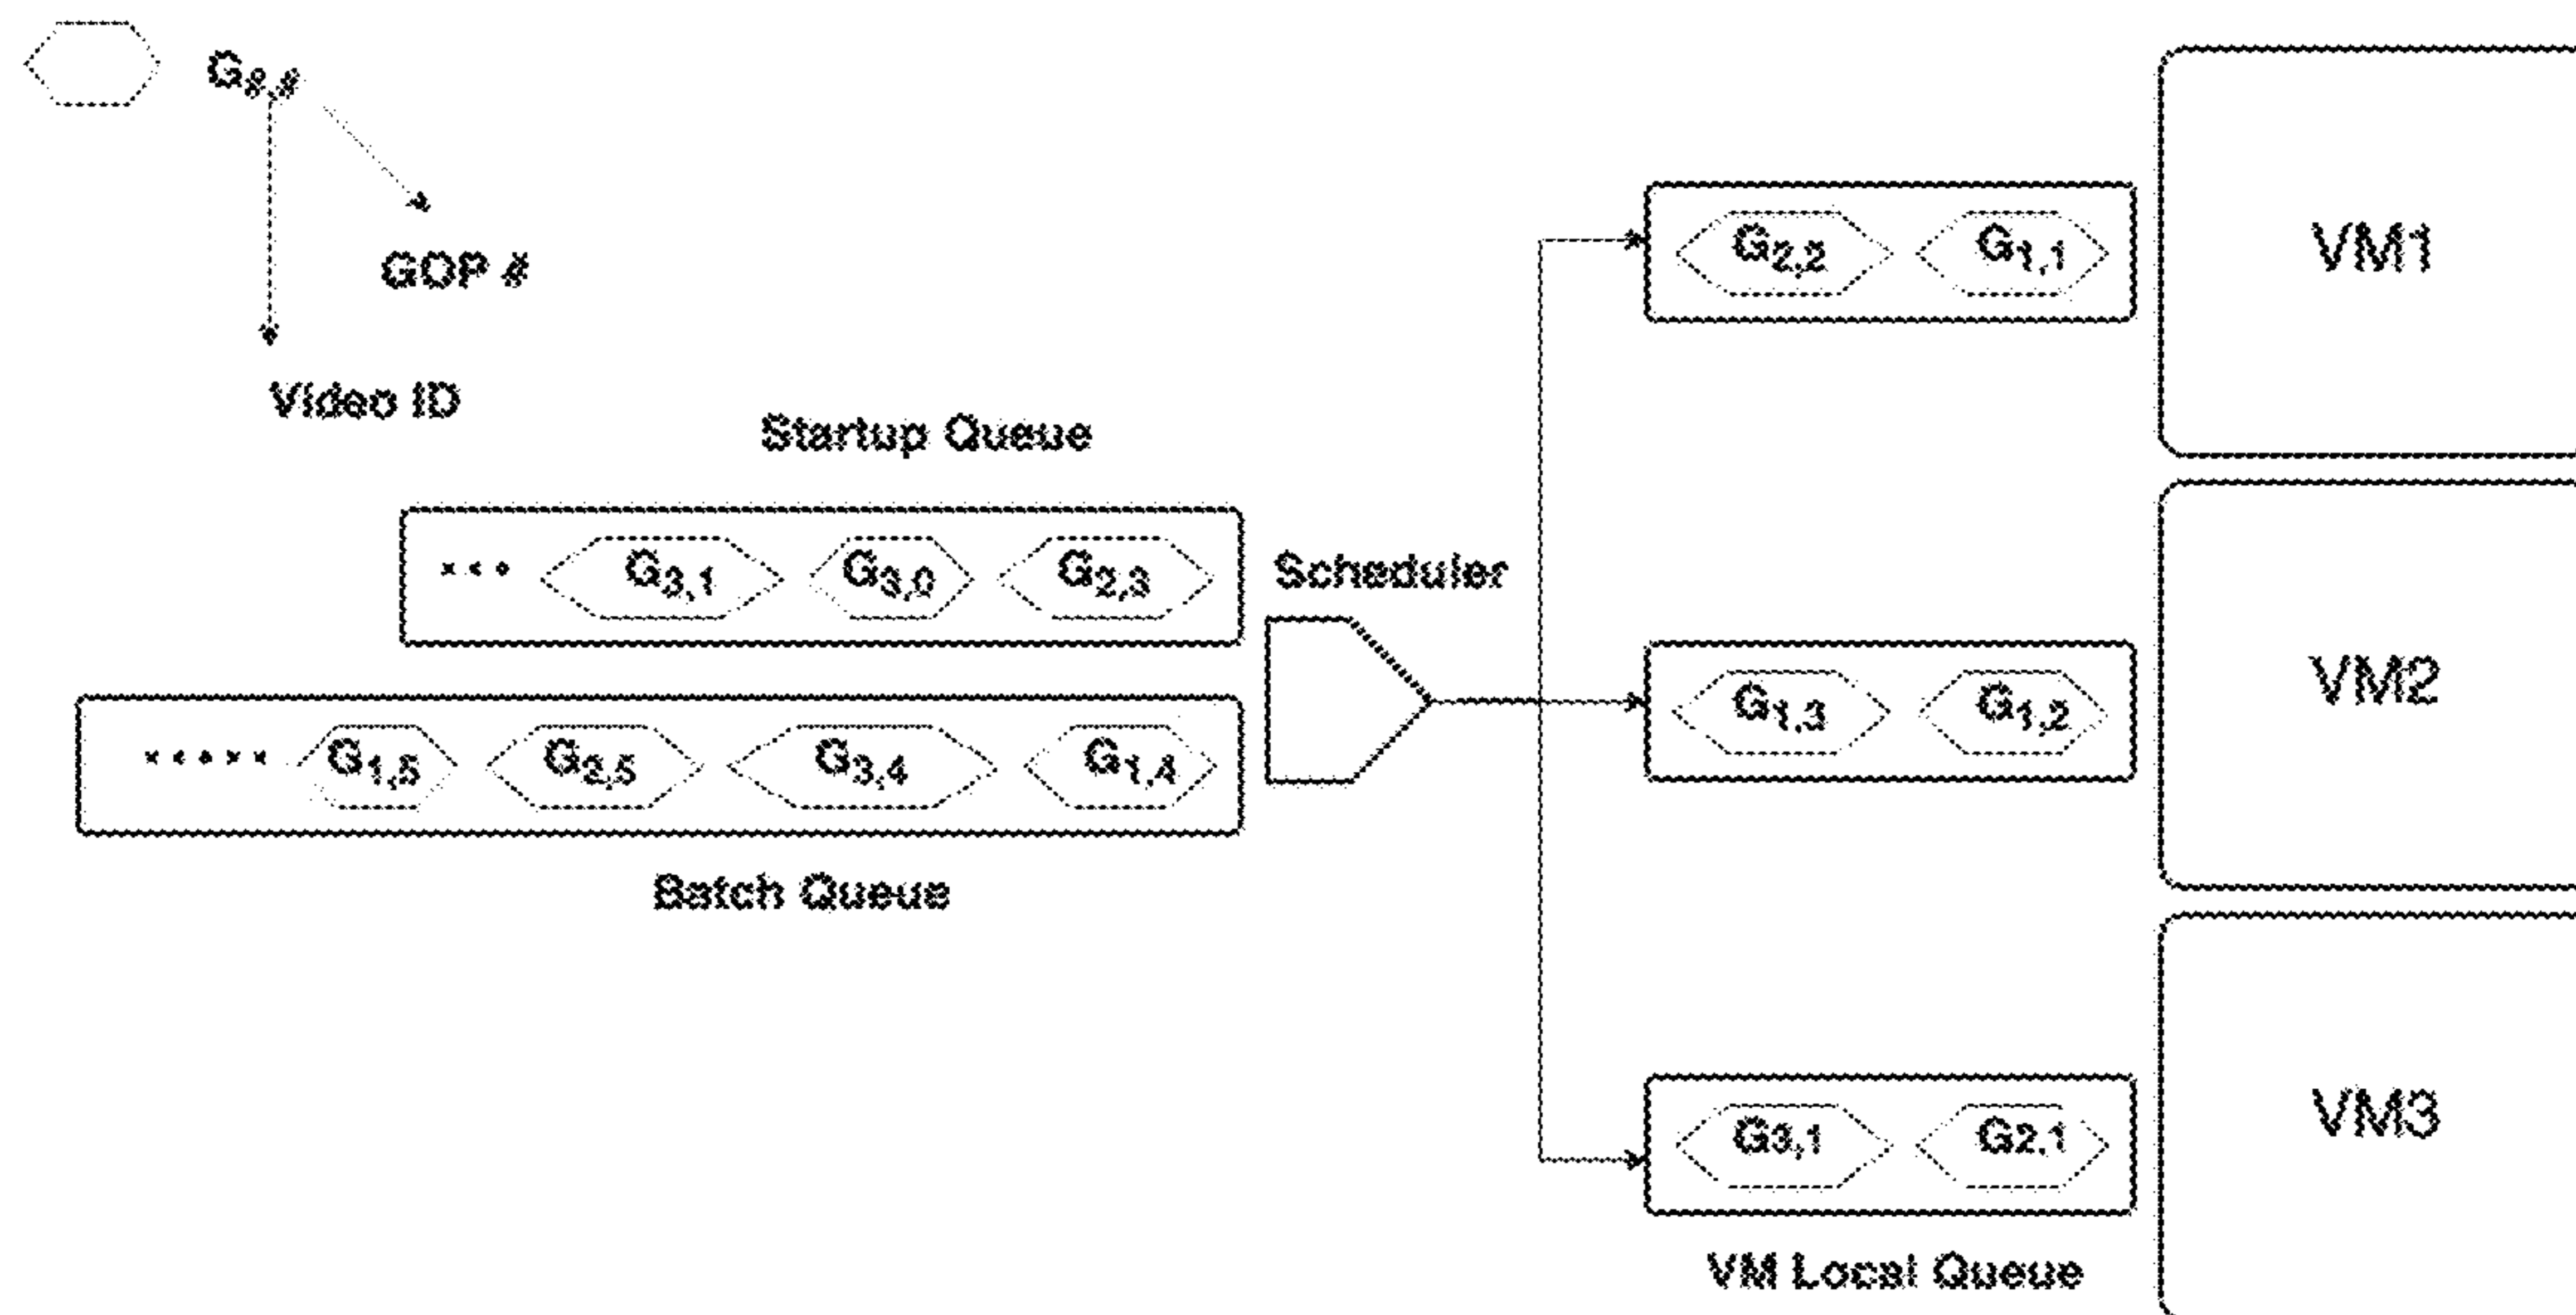 G#,#
GOP #
Video ID
Startup Queue
G3,1 G3,0 G2,3
Scheduler
G1,5 G2,5 G3,4 G1,4
Batch Queue
G2,2 G1,1
VM1
G1,3 G1,2
VM2
G3,1 G2,1
VM3
VM Local Queue